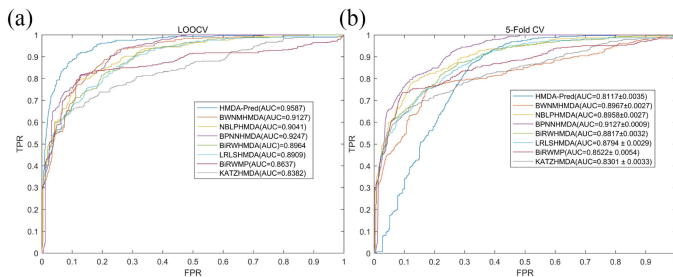 (a)
LOOCV
1
0.9
0.8
0.7
0.6
0.5
0.4
0.3
0.2
0.1
0
TPR
HMDA-Pred(AUC=0.9587)
BWNMHMDA(AUC=0.9127)
NBLPHMDA(AUC=0.9041)
BPNNHMDA(AUC=0.9247)
BiRWHMDA(AUC)=0.8964
LRLSHMDA(AUC=0.8909)
BiRWMP(AUC=0.8637)
KATZHMDA(AUC=0.8382)
0 0.1 0.2 0.3 0.4 0.5 0.6 0.7 0.8 0.9 1
FPR
(b)
5-Fold CV
1
0.9
0.8
0.7
0.6
0.5
0.4
0.3
0.2
0.1
0
TPR
HMDA-Pred(AUC=0.8117±0.0035)
BWNMHMDA(AUC=0.8967±0.0027)
NBLPHMDA(AUC=0.8958±0.0027)
BPNNHMDA(AUC=0.9127±0.0009)
BiRWHMDA(AUC=0.8817±0.0032)
LRLSHMDA(AUC=0.8794 ± 0.0029)
BiRWMP(AUC=0.8522± 0.0054)
KATZHMDA(AUC=0.8301 ± 0.0033)
0 0.1 0.2 0.3 0.4 0.5 0.6 0.7 0.8 0.9 1
FPR